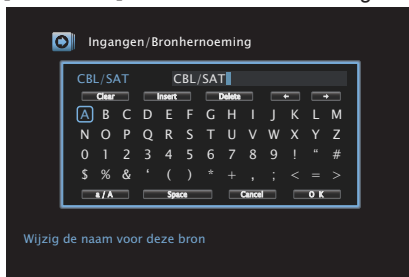 Ingangen/Bronhernoeming
CBL/SAT CBL/SAT
Clear Insert Delete ← →
A B C D E F G H I J K L M
N O P Q R S T U V W X Y Z
0 1 2 3 4 5 6 7 8 9 ! “ #
$ % & ‘ ( ) * + , ; < = >
a / A Space Cancel O K
Wijzig de naam voor deze bron